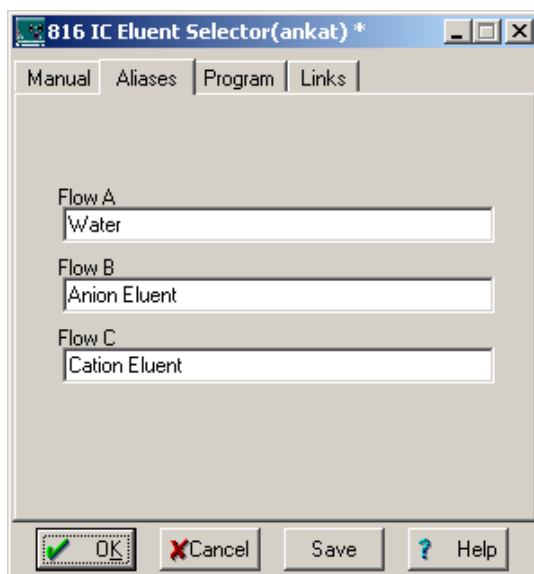 816 IC Eluent Selector(ankat) *
Manual Aliases Program Links
Flow A
Water
Flow B
Anion Eluent
Flow C
Cation Eluent
OK Cancel Save ? Help